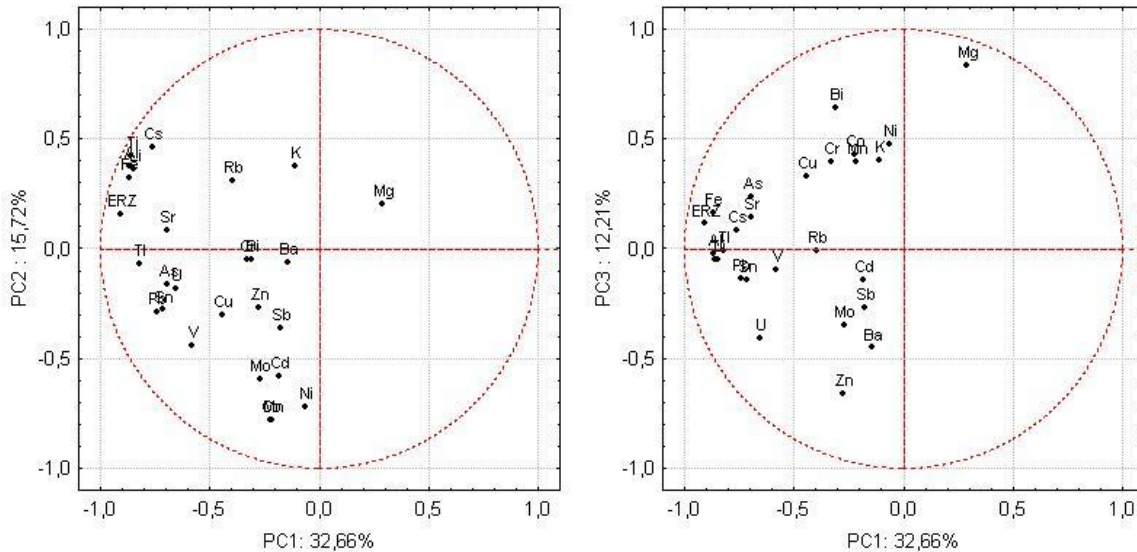 1,0
0,5
0,0
-0,5
-1,0
PC2 : 15,72%
Cs
Rb
K
Mg
ERZ
Sr
Tl
Ba
As
U
Cu
Zn
Sb
V
Mo
Cd
Ni
-1,0 -0,5 0,0 0,5 1,0
PC1: 32,66%
1,0
0,5
0,0
-0,5
-1,0
PC3 : 12,21%
Mg
Bi
Ni
Co
Cr
Mn
K
Cu
As
Fe
Sr
ERZ
Cs
Tl
Rb
V
Cd
Sb
U
Mo
Ba
Zn
-1,0 -0,5 0,0 0,5 1,0
PC1: 32,66%